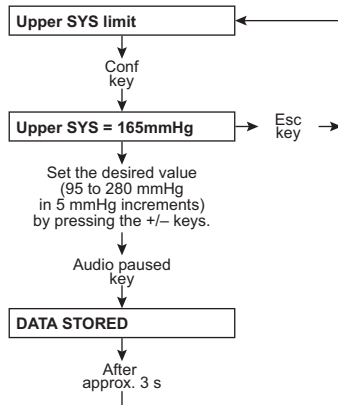 Upper SYS limit
Conf
key
Upper SYS = 165mmHg
Esc
key
Set the desired value
(95 to 280 mmHg
in 5 mmHg increments)
by pressing the +/– keys.
Audio paused
key
DATA STORED
After
approx. 3 s